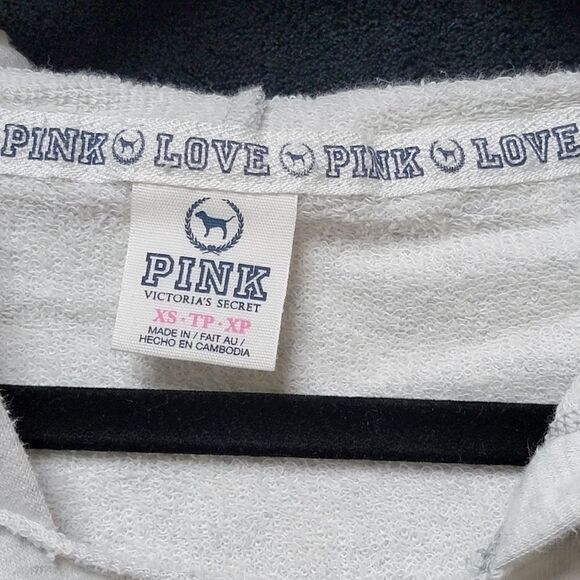 PINK LOVE PINK LOVE
PINK
VICTORIA'S SECRET
XS · TP · XP
MADE IN / FAIT AU /
HECHO EN CAMBODIA